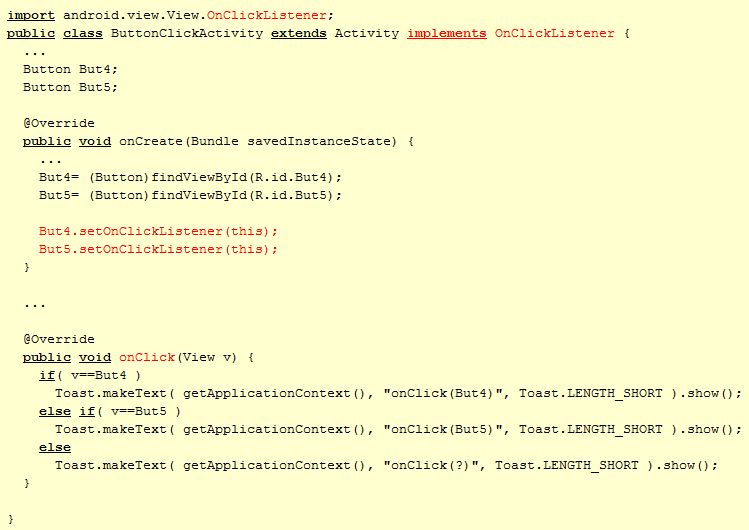 import android.view.View.OnClickListener;
public class ButtonClickActivity extends Activity implements OnClickListener {
...
Button But4;
Button But5;
@Override
public void onCreate(Bundle savedInstanceState) {
...
But4= (Button)findViewById(R.id.But4);
But5= (Button)findViewById(R.id.But5);
But4.setOnClickListener(this);
But5.setOnClickListener(this);
}
...
@Override
public void onClick(View v) {
if( v==But4 )
Toast.makeText( getApplicationContext(), "onClick(But4)", Toast.LENGTH_SHORT ).show();
else if( v==But5 )
Toast.makeText( getApplicationContext(), "onClick(But5)", Toast.LENGTH_SHORT ).show();
else
Toast.makeText( getApplicationContext(), "onClick(?)", Toast.LENGTH_SHORT ).show();
}
}